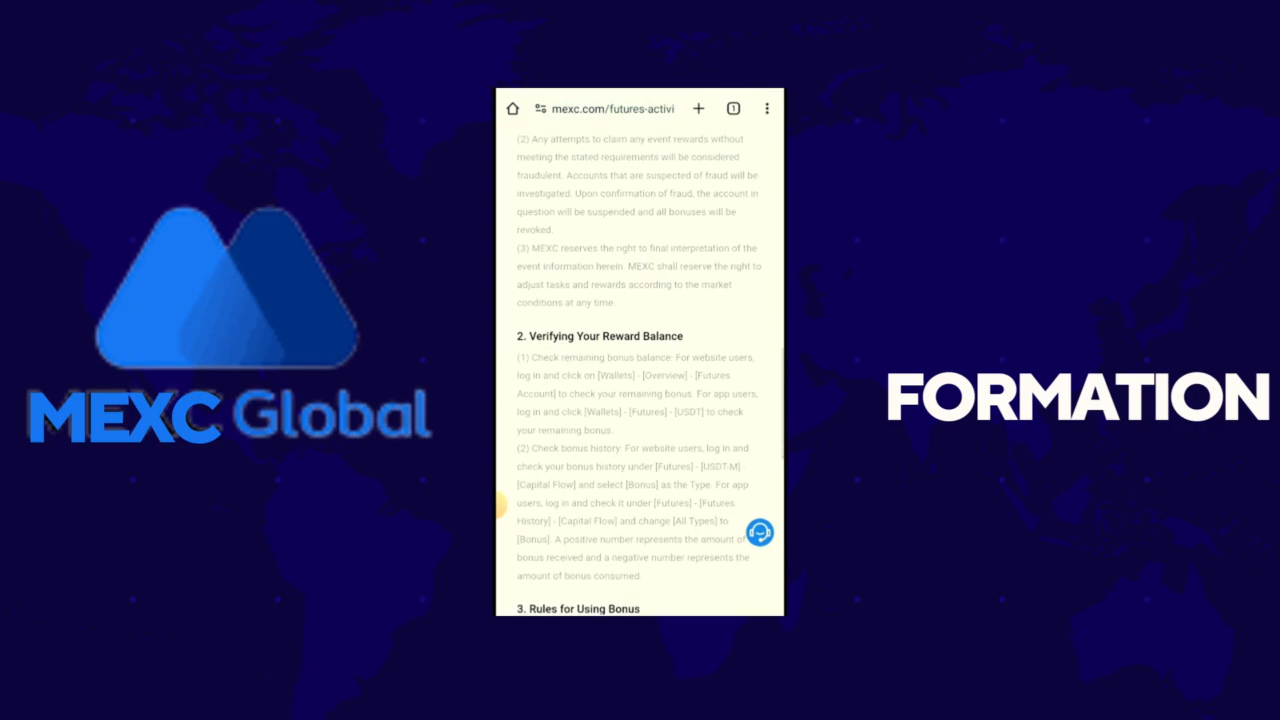 MEXC Global
FORMATION
mexc.com/futures-activi
1
(2) Any attempts to claim any event rewards without
meeting the stated requirements will be considered
fraudulent. Accounts that are suspected of fraud will be
investigated. Upon confirmation of fraud, the account in
question will be suspended and all bonuses will be
revoked.
(3) MEXC reserves the right to final interpretation of the
event information herein. MEXC shall reserve the right to
adjust tasks and rewards according to the market
conditions at any time.
2. Verifying Your Reward Balance
(1) Check remaining bonus balance: For website users,
log in and click on [Wallets] - [Overview] - [Futures
Account] to check your remaining bonus. For app users,
log in and click [Wallets] - [Futures] - [USDT] to check
your remaining bonus.
(2) Check bonus history: For website users, log in and
check your bonus history under [Futures] - [USDT-M] -
[Capital Flow] and select [Bonus] as the Type. For app
users, log in and check it under [Futures] - [Futures
History] - [Capital Flow] and change [All Types] to
[Bonus]. A positive number represents the amount of
bonus received and a negative number represents the
amount of bonus consumed.
3. Rules for Using Bonus